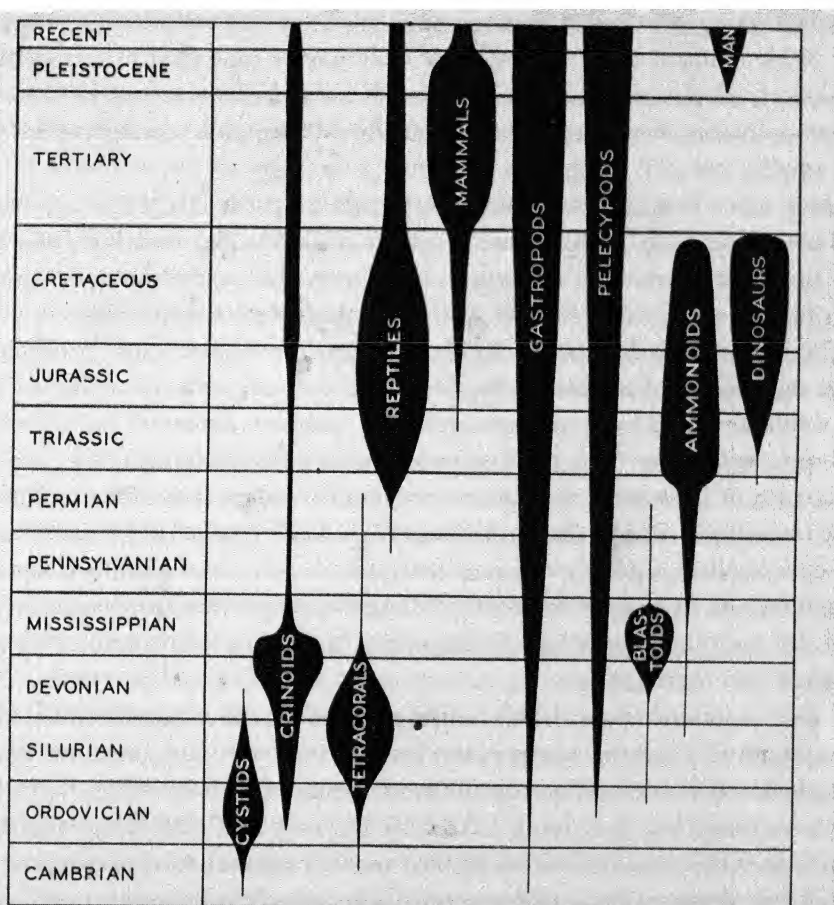 RECENT
PLEISTOCENE
TERTIARY
CRETACEOUS
JURASSIC
TRIASSIC
PERMIAN
PENNSYLVANIAN
MISSISSIPPIAN
DEVONIAN
SILURIAN
ORDOVICIAN
CAMBRIAN
CYSTIDS
CRINOIDS
TETRACORALS
REPTILES
MAMMALS
GASTROPODS
PELECYPODS
BLAS-
TOIDS
AMMONOIDS
MAN
DINOSAURS